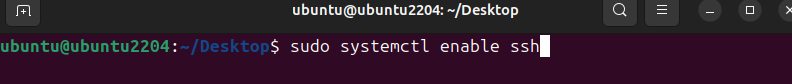 ubuntu@ubuntu2204: ~/Desktop
ubuntu@ubuntu2204:~/Desktop$ sudo systemctl enable ssh